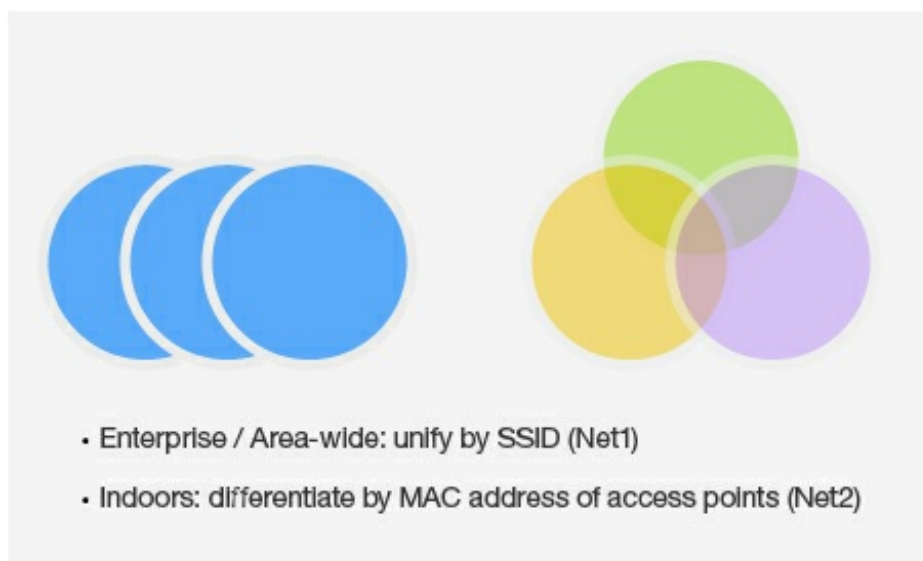 • Enterprise / Area-wide: unify by SSID (Net1)
• Indoors: differentiate by MAC address of access points (Net2)